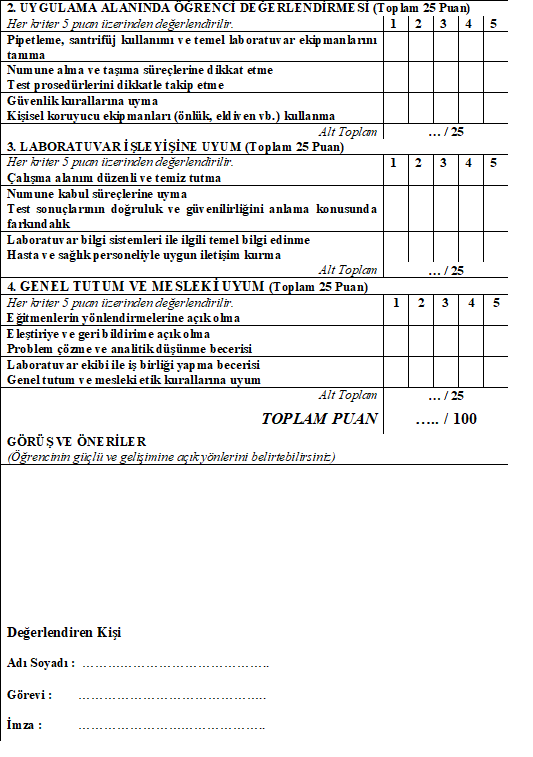 2. UYGULAMA ALANINDA ÖĞRENCİ DEĞERLENDİRMESİ (Toplam 25 Puan)
Her kriter 5 puan üzerinden değerlendirilir. 1 2 3 4 5
Pipetleme, santrifüj kullanımı ve temel laboratuvar ekipmanlarını
tanıma
Numune alma ve taşıma süreçlerine dikkat etme
Test prosedürlerini dikkatle takip etme
Güvenlik kurallarına uyma
Kişisel koruyucu ekipmanları (önlük, eldiven vb.) kullanma
Alt Toplam … / 25
3. LABORATUVAR İŞLEYİŞİNE UYUM (Toplam 25 Puan)
Her kriter 5 puan üzerinden değerlendirilir. 1 2 3 4 5
Çalışma alanını düzenli ve temiz tutma
Numune kabul süreçlerine uyma
Test sonuçlarının doğruluk ve güvenilirliğini anlama konusunda
farkındalık
Laboratuvar bilgi sistemleri ile ilgili temel bilgi edinme
Hasta ve sağlık personeliyle uygun iletişim kurma
Alt Toplam … / 25
4. GENEL TUTUM VE MESLEKİ UYUM (Toplam 25 Puan)
Her kriter 5 puan üzerinden değerlendirilir. 1 2 3 4 5
Eğitmenlerin yönlendirmelerine açık olma
Eleştiriye ve geri bildirime açık olma
Problem çözme ve analitik düşünme becerisi
Laboratuvar ekibi ile iş birliği yapma becerisi
Genel tutum ve mesleki etik kurallarına uyum
Alt Toplam … / 25
TOPLAM PUAN ….. / 100
GÖRÜŞ VE ÖNERİLER
(Öğrencinin güçlü ve gelişimine açık yönlerini belirtebilirsiniz)
Değerlendiren Kişi
Adı Soyadı : ……………………………………..
Görevi : ……………………………………..
İmza : ……………………………………..